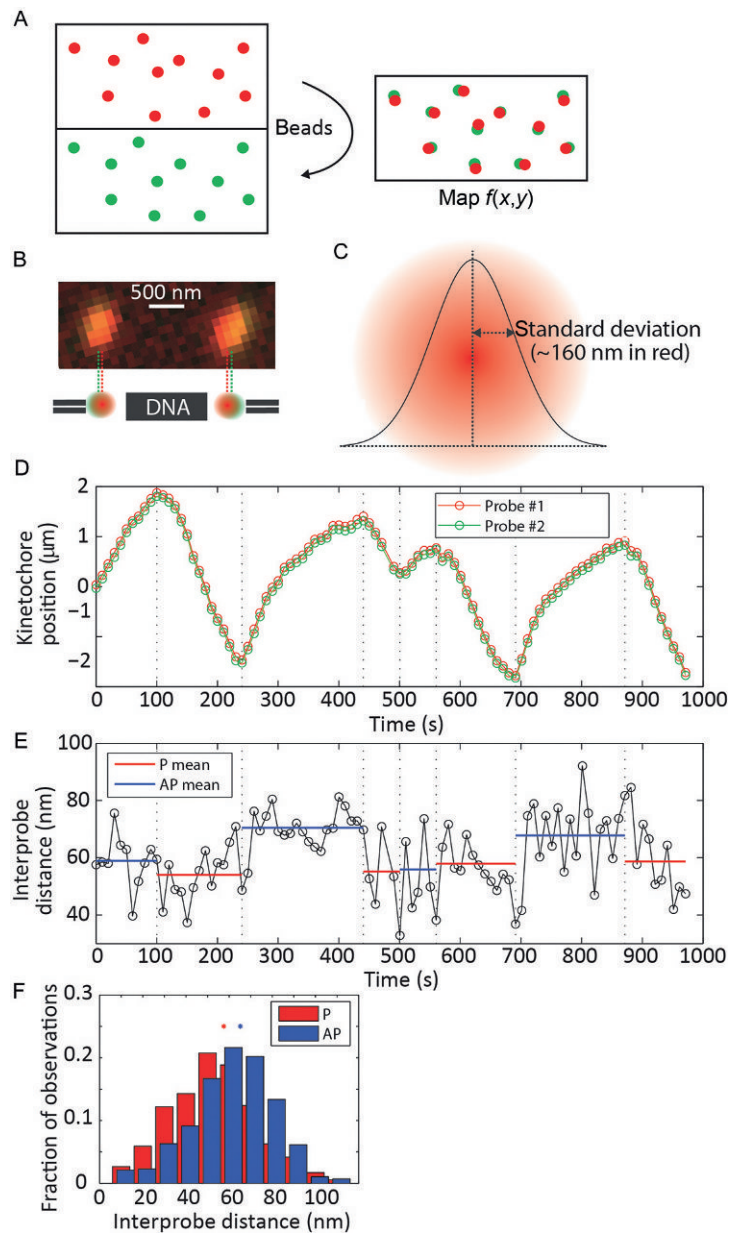 A
Beads
Map f(x,y)
B
500 nm
DNA
C
Standard deviation
(~160 nm in red)
D
Kinetochore
position (μm)
2
1
0
−1
−2
Probe #1
Probe #2
0 100 200 300 400 500 600 700 800 900 1000
Time (s)
E
Interprobe
distance (nm)
100
80
60
40
P mean
AP mean
0 100 200 300 400 500 600 700 800 900 1000
Time (s)
F
Fraction of observations
0.3
0.2
0.1
0
P
AP
0 20 40 60 80 100
Interprobe distance (nm)